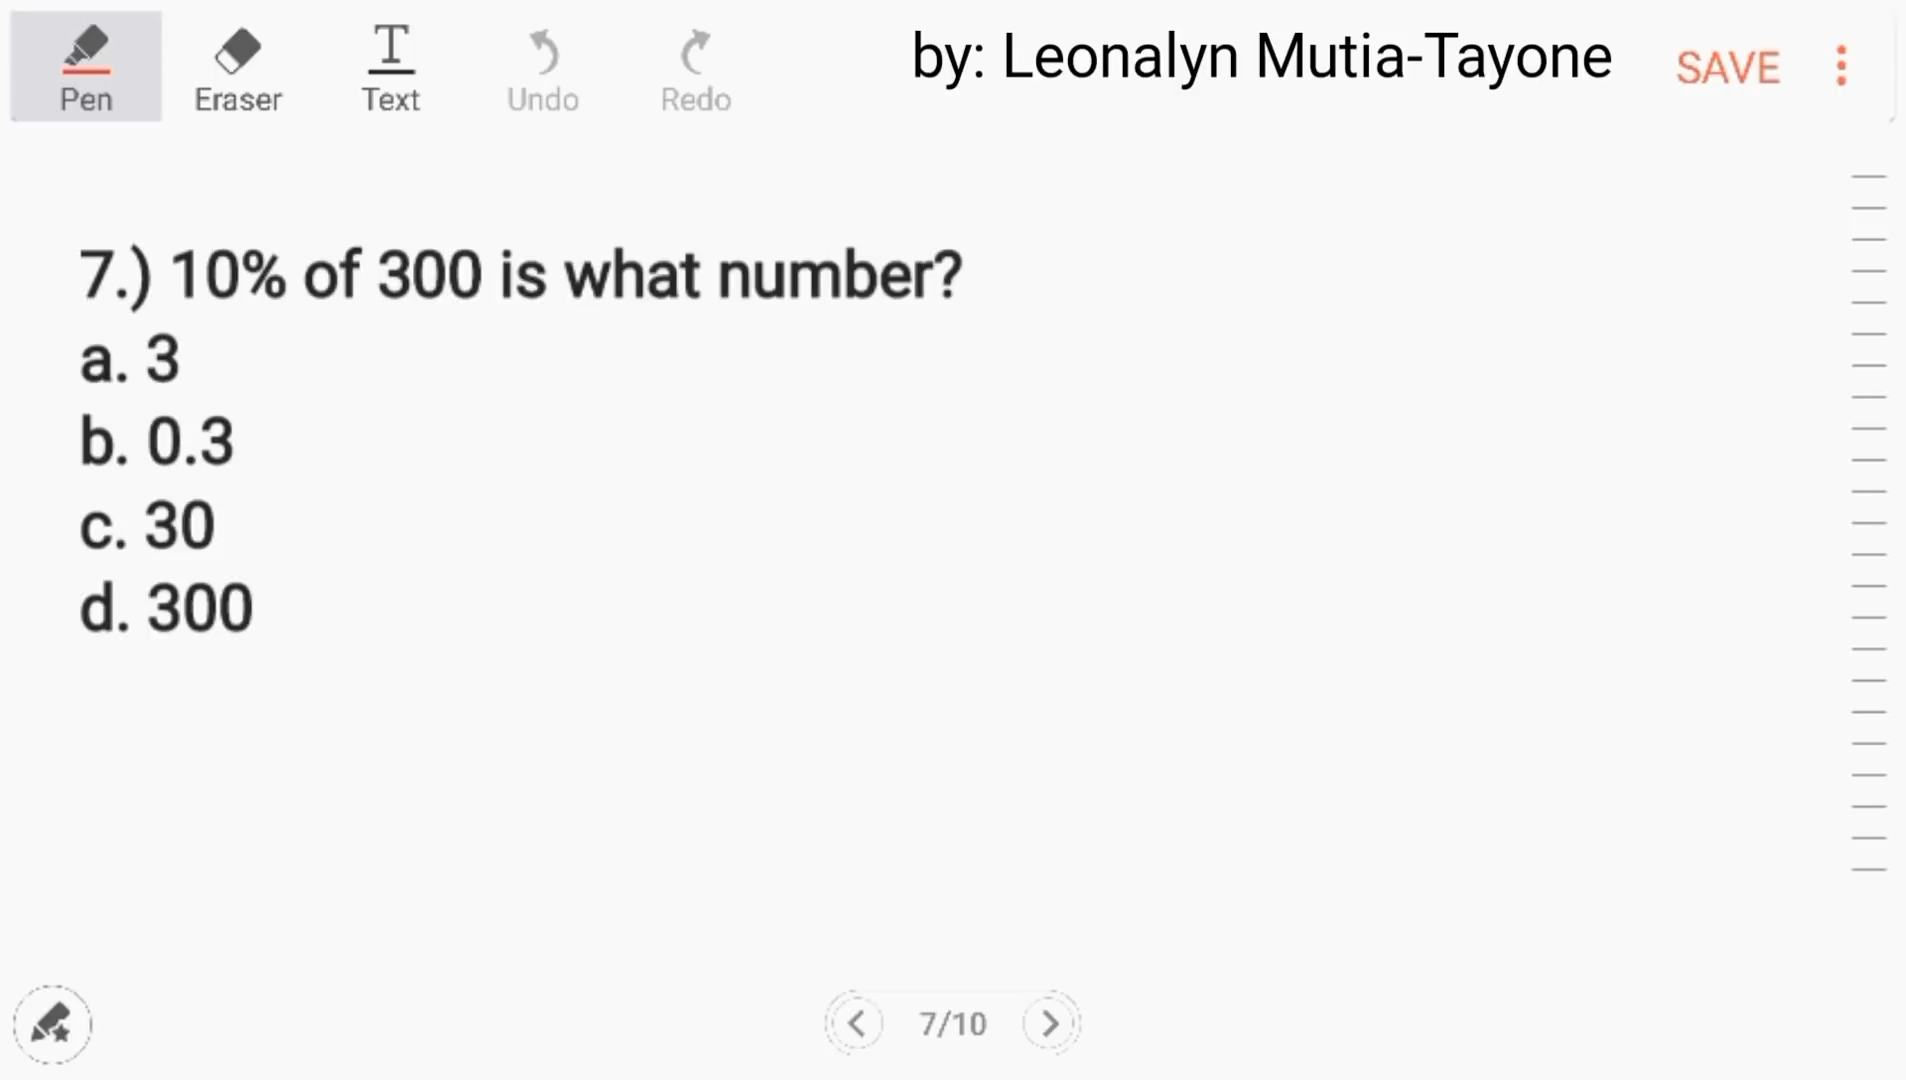 by: Leonalyn Mutia-Tayone
SAVE
Pen
Eraser
Text
Undo
Redo
7.) 10% of 300 is what number?
a. 3
b. 0.3
c. 30
d. 300
7/10